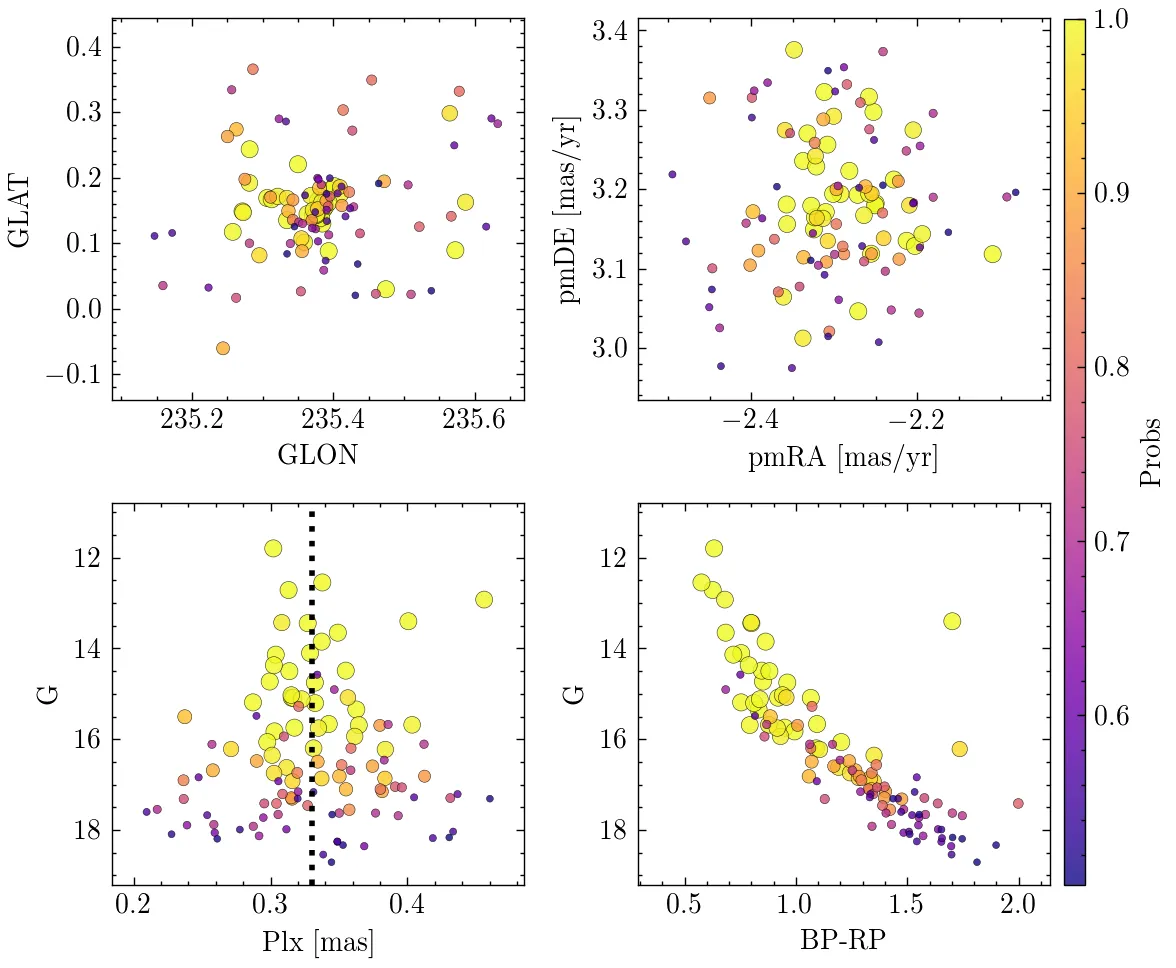 0.4
0.3
0.2
0.1
0.0
−0.1
GLAT
235.2 235.4 235.6
GLON
3.4
3.3
3.2
3.1
3.0
pmDE [mas/yr]
−2.4 −2.2
pmRA [mas/yr]
1.0
0.9
0.8
0.7
0.6
Probs
12
14
16
18
G
0.2 0.3 0.4
Plx [mas]
12
14
16
18
G
0.5 1.0 1.5 2.0
BP-RP